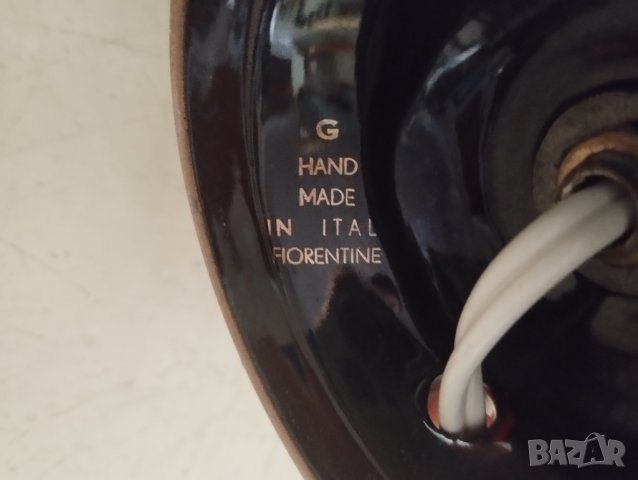 G
HAND
MADE
IN ITAL
FIORENTINE
BAZAR